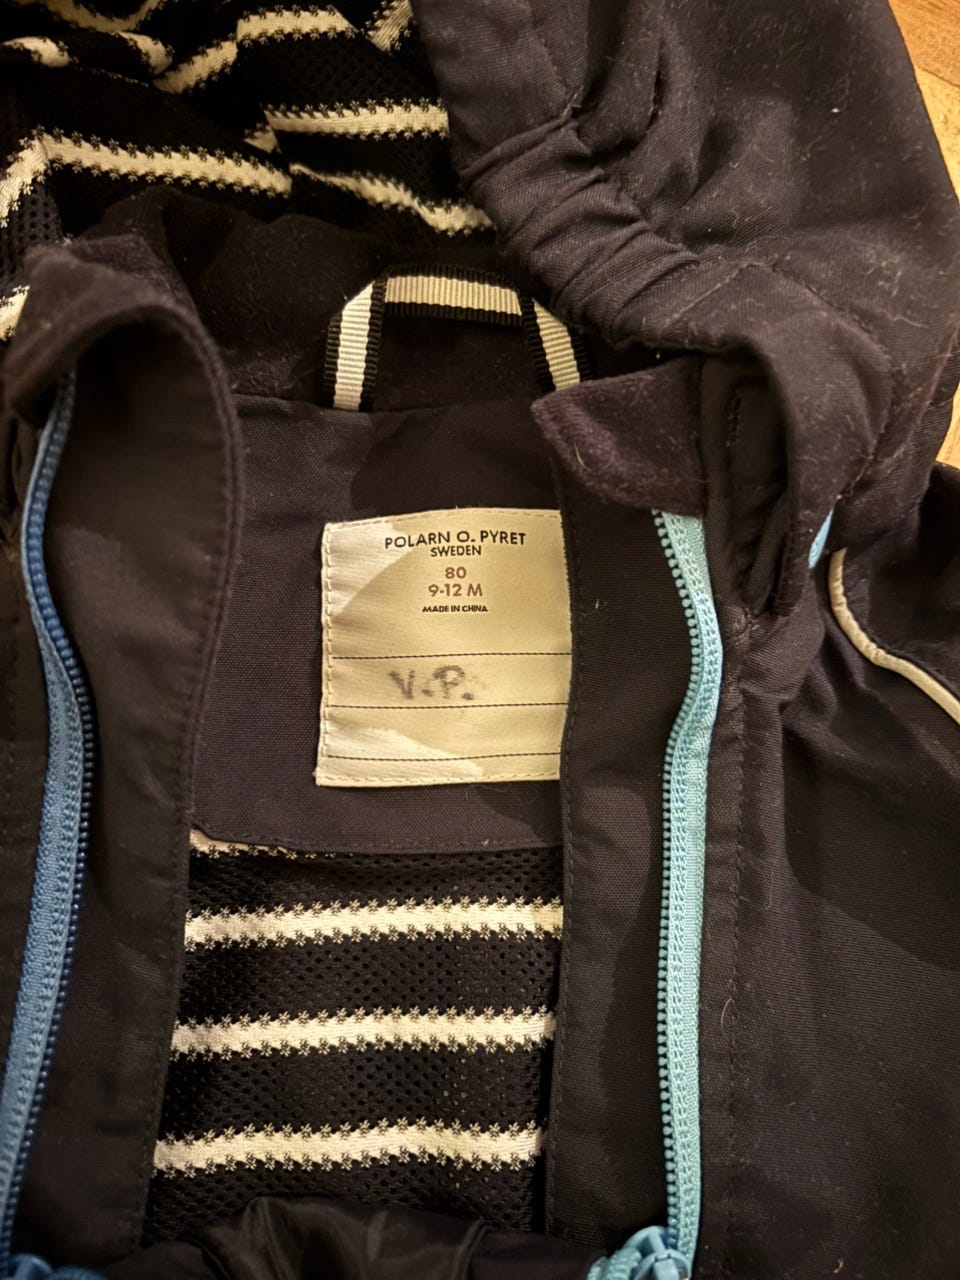 POLARN O. PYRET
SWEDEN
80
9-12 M
MADE IN CHINA
V.P.